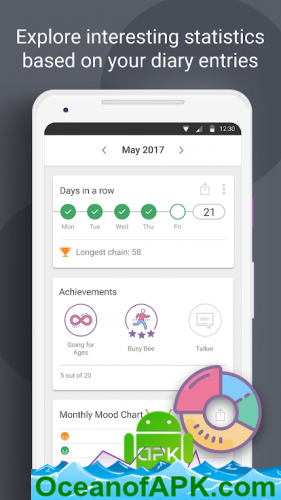 Explore interesting statistics
based on your diary entries
12:30
May 2017
Days in a row
21
Mon Tue Wed Thu Fri
Longest chain: 58
Achievements
Going for
Ages
Busy Bee
Talker
5 out of 20
Monthly Mood Chart
APK
OceanofAPK.com